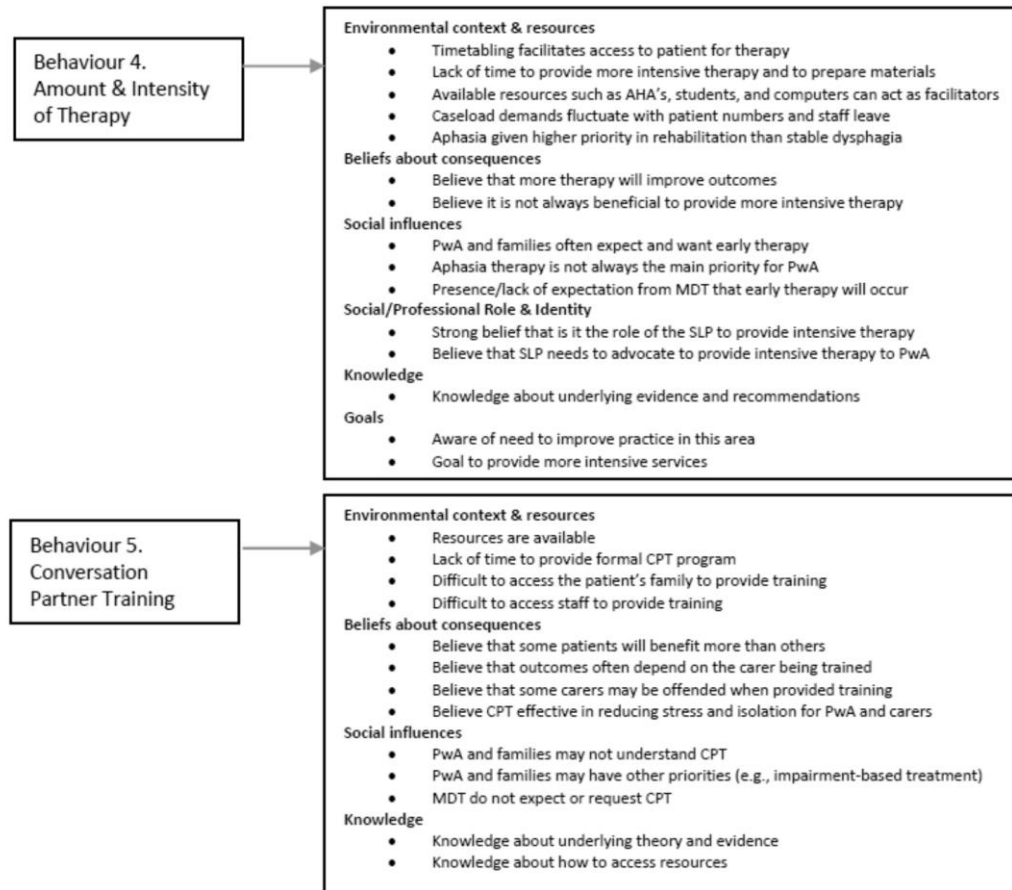 Behaviour 4.
Amount & Intensity
of Therapy
Environmental context & resources
• Timetabling facilitates access to patient for therapy
• Lack of time to provide more intensive therapy and to prepare materials
• Available resources such as AHA's, students, and computers can act as facilitators
• Caseload demands fluctuate with patient numbers and staff leave
• Aphasia given higher priority in rehabilitation than stable dysphagia
Beliefs about consequences
• Believe that more therapy will improve outcomes
• Believe it is not always beneficial to provide more intensive therapy
Social influences
• PwA and families often expect and want early therapy
• Aphasia therapy is not always the main priority for PwA
• Presence/lack of expectation from MDT that early therapy will occur
Social/Professional Role & Identity
• Strong belief that is it the role of the SLP to provide intensive therapy
• Believe that SLP needs to advocate to provide intensive therapy to PwA
Knowledge
• Knowledge about underlying evidence and recommendations
Goals
• Aware of need to improve practice in this area
• Goal to provide more intensive services
Behaviour 5.
Conversation
Partner Training
Environmental context & resources
• Resources are available
• Lack of time to provide formal CPT program
• Difficult to access the patient's family to provide training
• Difficult to access staff to provide training
Beliefs about consequences
• Believe that some patients will benefit more than others
• Believe that outcomes often depend on the carer being trained
• Believe that some carers may be offended when provided training
• Believe CPT effective in reducing stress and isolation for PwA and carers
Social influences
• PwA and families may not understand CPT
• PwA and families may have other priorities (e.g., impairment-based treatment)
• MDT do not expect or request CPT
Knowledge
• Knowledge about underlying theory and evidence
• Knowledge about how to access resources